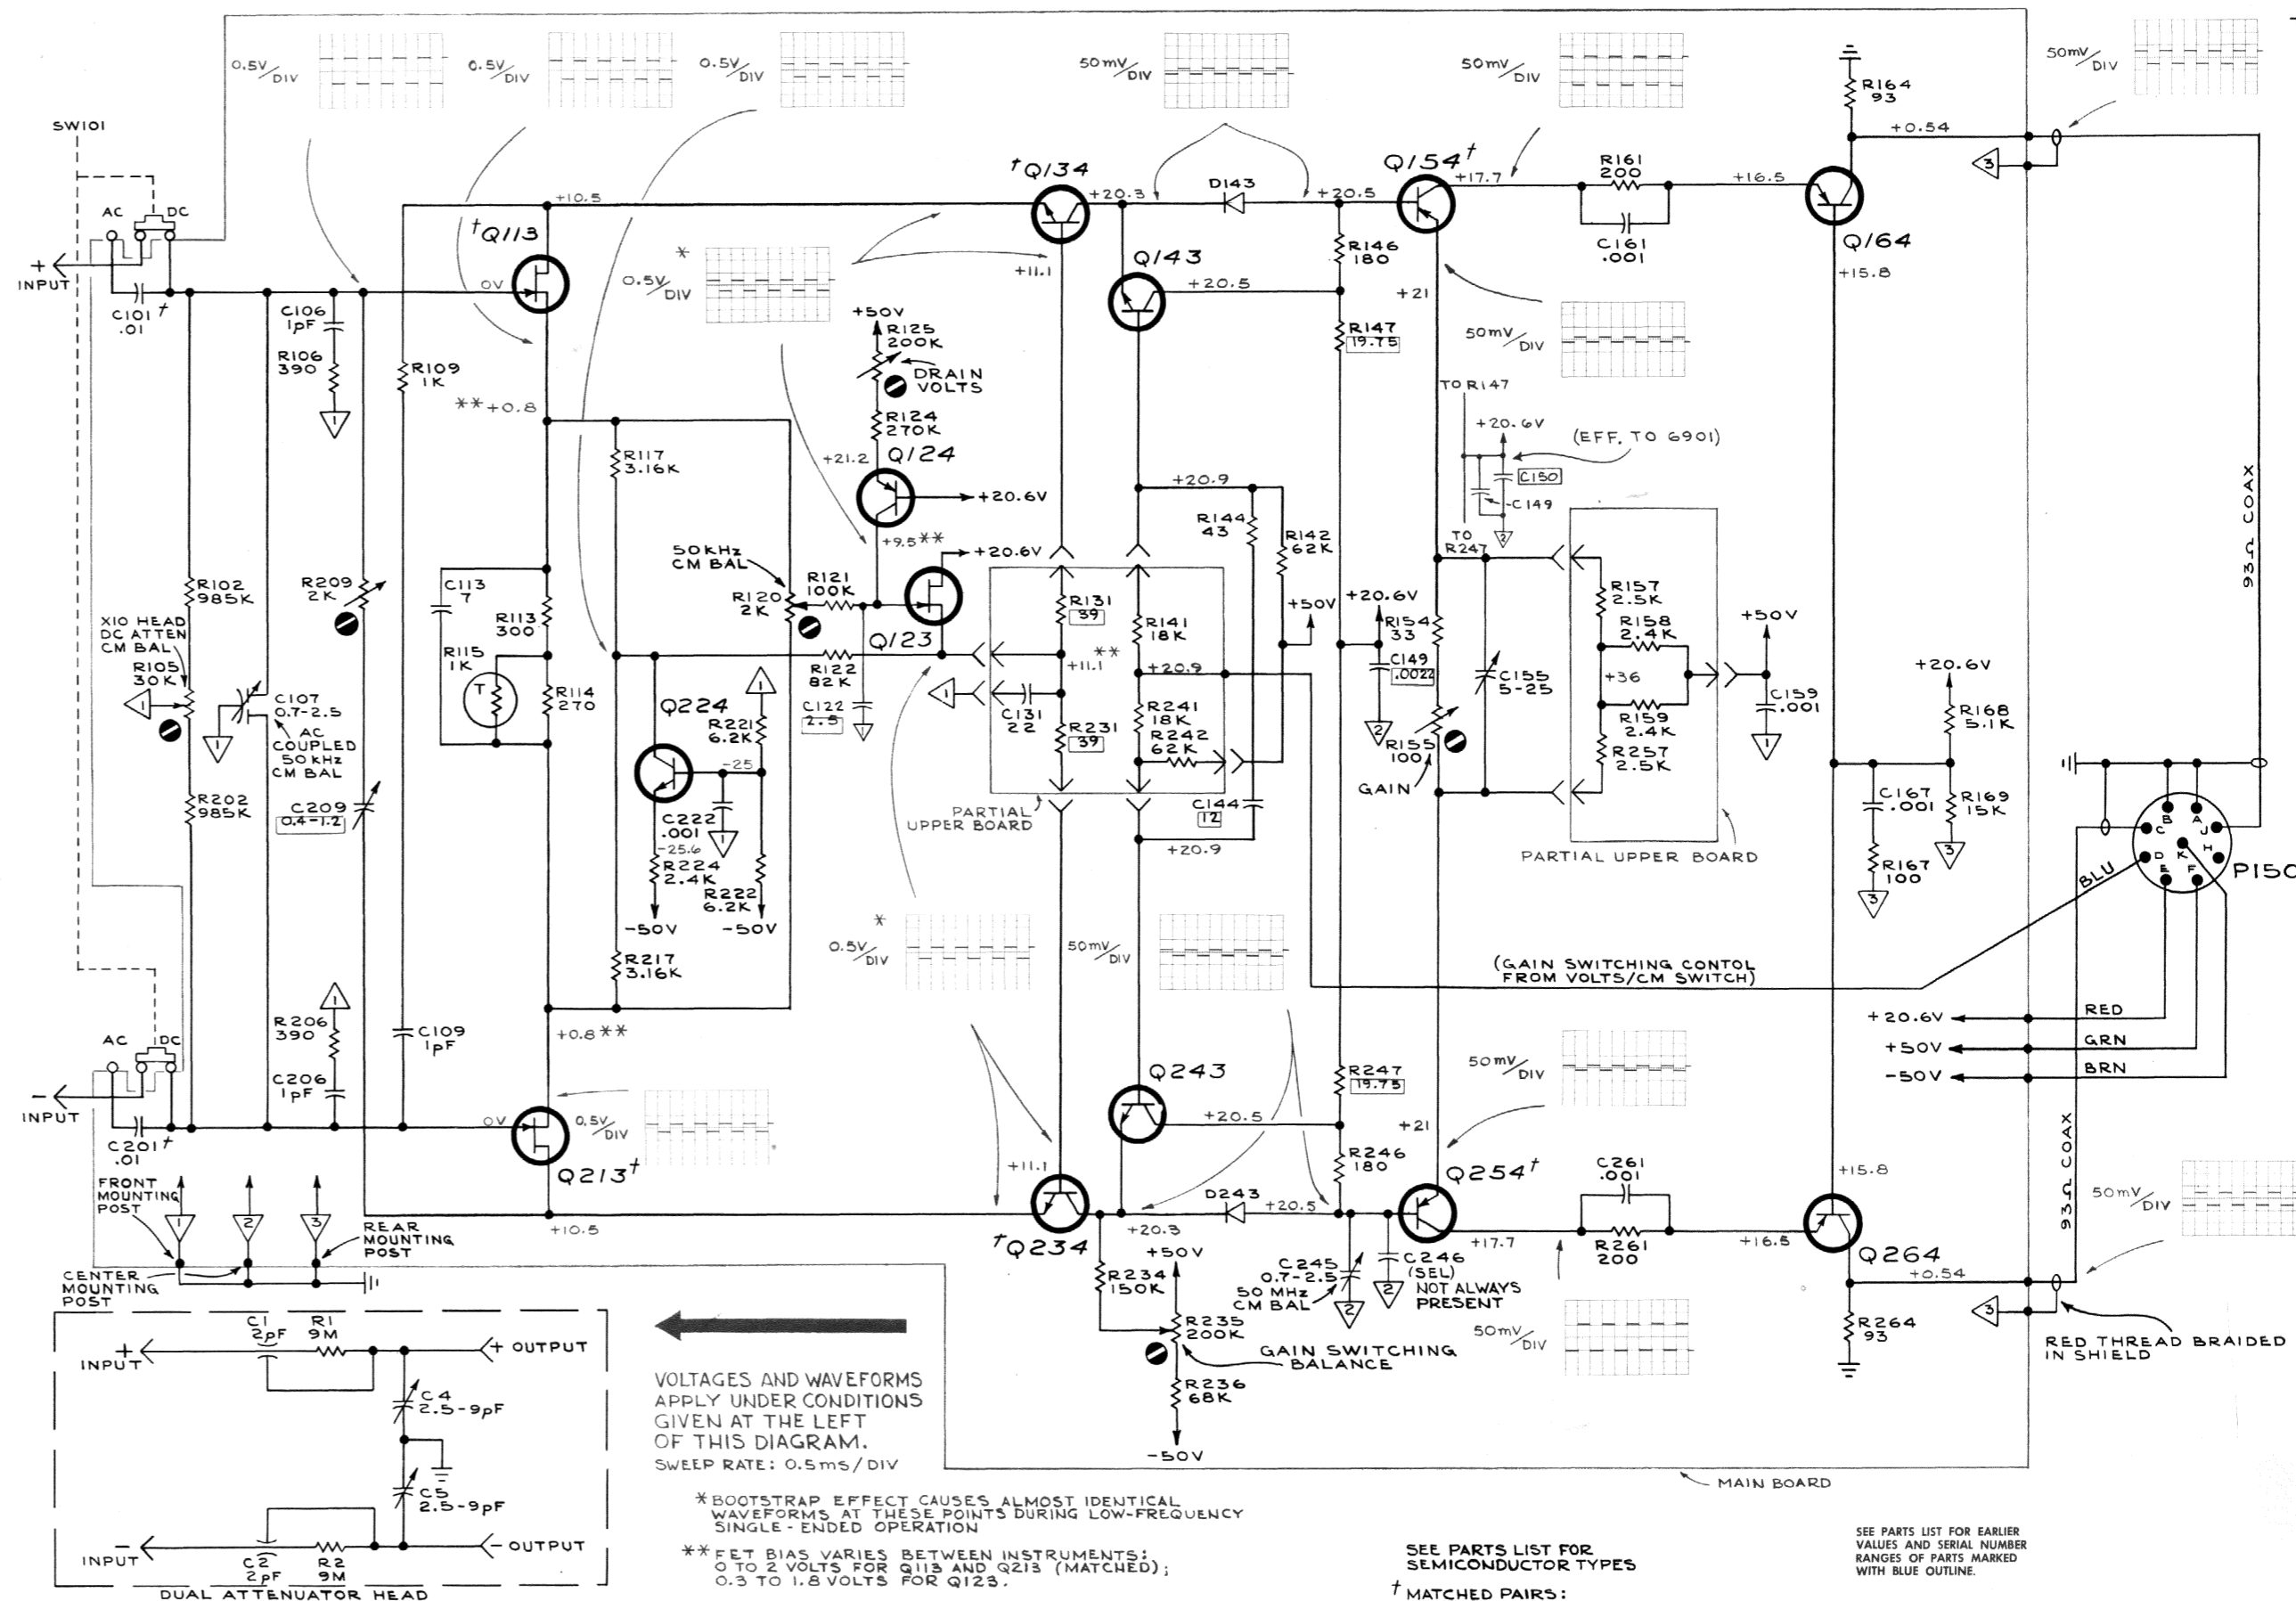 0.5V/DIV
0.5V/DIV
0.5V/DIV
50mV/DIV
50mV/DIV
50mV/DIV
SW101
AC
DC
+
INPUT
C101†
.01
†Q113
+10.5
0V
C106
1pF
R106
390
R109
1K
**+0.8
R102
985K
R209
2K
X10 HEAD
DC ATTEN
CM BAL
R105
30K
1
C107
0.7-2.5
AC
COUPLED
50 kHz
CM BAL
C209
0.4-1.2
R202
985K
C113
7
R113
300
R115
1K
T
R114
270
R117
3.16K
*
0.5V/DIV
+50V
R125
200K
DRAIN
VOLTS
R124
270K
+21.2
Q124
+20.6V
+9.5**
+20.6V
50kHz
CM BAL
R120
2K
R121
100K
Q123
R122
82K
C122
2.5
1
Q224
R221
6.2K
-25
C222
.001
-25.6
R224
2.4K
R222
6.2K
-50V
-50V
R217
3.16K
PARTIAL
UPPER BOARD
†Q134
+11.1
+20.3
D143
+20.5
Q143
+20.5
R146
180
R147
19.75
Q154†
+17.7
+21
R161
200
C161
.001
+16.5
Q164
+15.8
R164
93
+0.54
3
50mV/DIV
TO R147
+20.6V
(EFF. TO 6901)
C150
C149
TO
R247
2
+20.9
R144
43
R142
62K
+50V
+20.6V
R131
39
**
+11.1
C131
22
R231
39
R141
18K
+20.9
R241
18K
R242
62K
C144
12
+20.9
C149
.0022
2
R154
33
R155
100
GAIN
C155
5-25
R157
2.5K
R158
2.4K
+36
R159
2.4K
R257
2.5K
+50V
C159
.001
1
PARTIAL UPPER BOARD
+20.6V
R168
5.1K
C167
.001
R169
15K
R167
100
3
3
93Ω COAX
B
A
C
J
D
K
H
E
F
P150
BLU
(GAIN SWITCHING CONTOL
FROM VOLTS/CM SWITCH)
+20.6V
RED
+50V
GRN
-50V
BRN
93Ω COAX
AC
DC
-
INPUT
C201†
.01
R206
390
C206
1pF
C109
1pF
+0.8**
0V
0.5V/DIV
Q213†
+10.5
*
0.5V/DIV
50mV/DIV
+11.1
†Q234
Q243
+20.5
R247
19.75
R246
180
+20.3
D243
+20.5
+21
50mV/DIV
Q254†
+17.7
C261
.001
R261
200
+16.5
+15.8
Q264
+0.54
3
50mV/DIV
R264
93
RED THREAD BRAIDED
IN SHIELD
FRONT
MOUNTING
POST
1
2
3
REAR
MOUNTING
POST
CENTER
MOUNTING
POST
+50V
R234
150K
R235
200K
R236
68K
-50V
GAIN SWITCHING
BALANCE
C245
0.7-2.5
50 MHz
CM BAL
2
C246
(SEL)
NOT ALWAYS
PRESENT
2
50mV/DIV
C1
2pF
R1
9M
+
INPUT
+ OUTPUT
C4
2.5-9pF
C5
2.5-9pF
-
INPUT
C2
2pF
R2
9M
- OUTPUT
DUAL ATTENUATOR HEAD
VOLTAGES AND WAVEFORMS
APPLY UNDER CONDITIONS
GIVEN AT THE LEFT
OF THIS DIAGRAM.
SWEEP RATE: 0.5ms/DIV
* BOOTSTRAP EFFECT CAUSES ALMOST IDENTICAL
WAVEFORMS AT THESE POINTS DURING LOW-FREQUENCY
SINGLE-ENDED OPERATION
** FET BIAS VARIES BETWEEN INSTRUMENTS:
0 TO 2 VOLTS FOR Q113 AND Q213 (MATCHED);
0.3 TO 1.8 VOLTS FOR Q123.
MAIN BOARD
SEE PARTS LIST FOR
SEMICONDUCTOR TYPES
† MATCHED PAIRS:
SEE PARTS LIST FOR EARLIER
VALUES AND SERIAL NUMBER
RANGES OF PARTS MARKED
WITH BLUE OUTLINE.